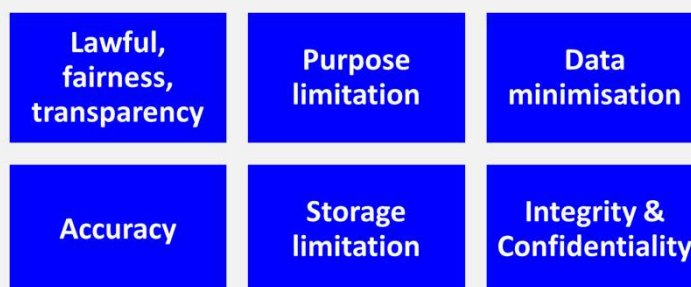 Lawful,
fairness,
transparency
Purpose
limitation
Data
minimisation
Accuracy
Storage
limitation
Integrity &
Confidentiality